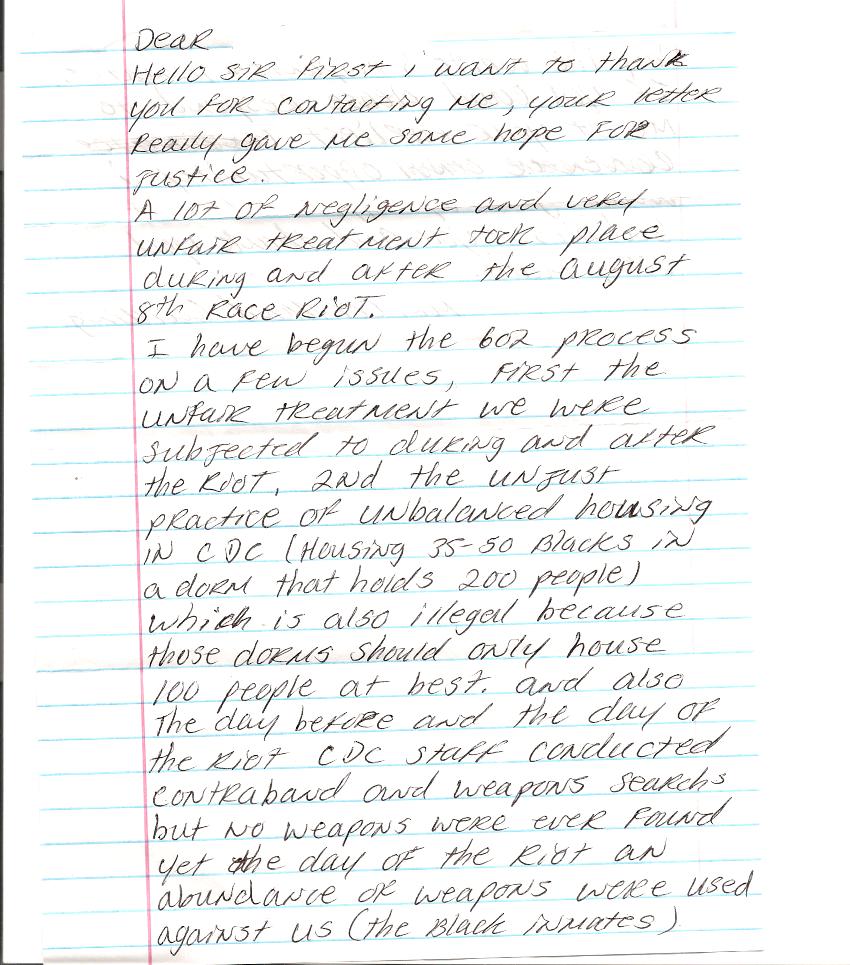 Dear
Hello sir first i want to thank
you for contacting me, your letter
really gave me some hope for
justice.
A lot of negligence and very
unfair treatment took place
during and after the august
8th Race Riot.
I have begun the 602 process
on a few issues, first the
unfair treatment we were
subjected to during and after
the riot, 2nd the unjust
practice of unbalanced housing
in CDC (Housing 35-50 Blacks in
a dorm that holds 200 people)
which is also illegal because
those dorms should only house
100 people at best. and also
The day before and the day of
the riot CDC staff conducted
contraband and weapons searchs
but no weapons were ever found
yet the day of the riot an
abundance of weapons were used
against us (the Black inmates)